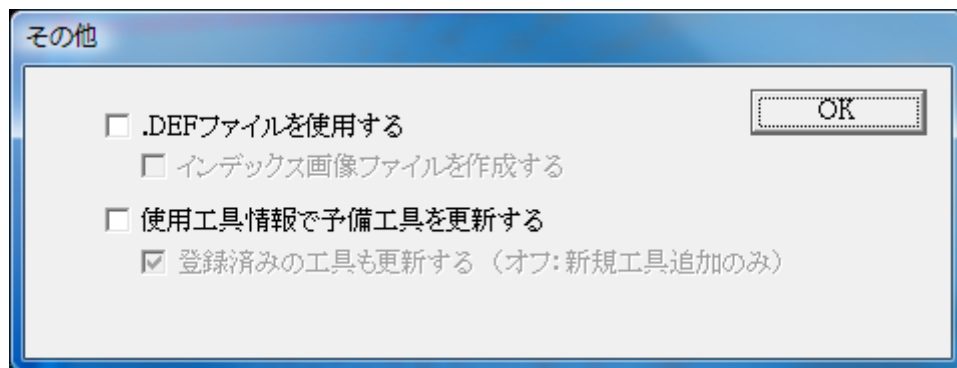 その他
OK
.DEFファイルを使用する
インデックス画像ファイルを作成する
使用工具情報で予備工具を更新する
登録済みの工具も更新する（オフ:新規工具追加のみ）